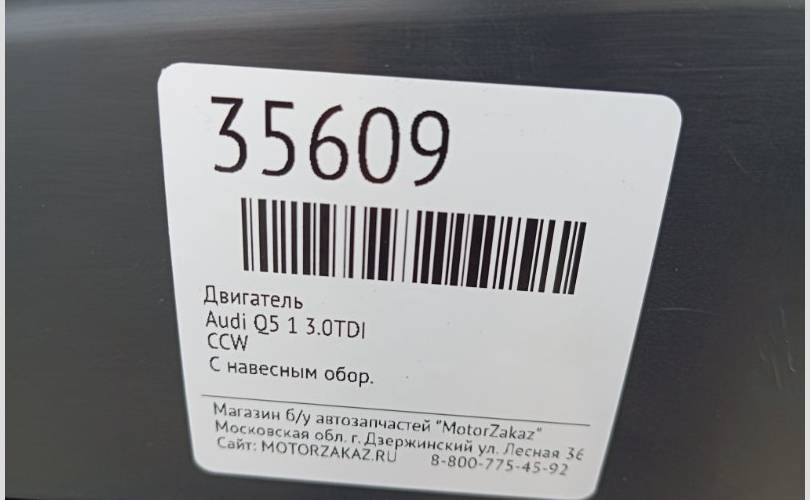 35609
Двигатель
Audi Q5 1 3.0TDI
CCW
С навесным обор.
Магазин б/у автозапчастей "MotorZakaz"
Московская обл. г. Дзержинский ул. Лесная 36
Сайт: MOTORZAKAZ.RU 8-800-775-45-92